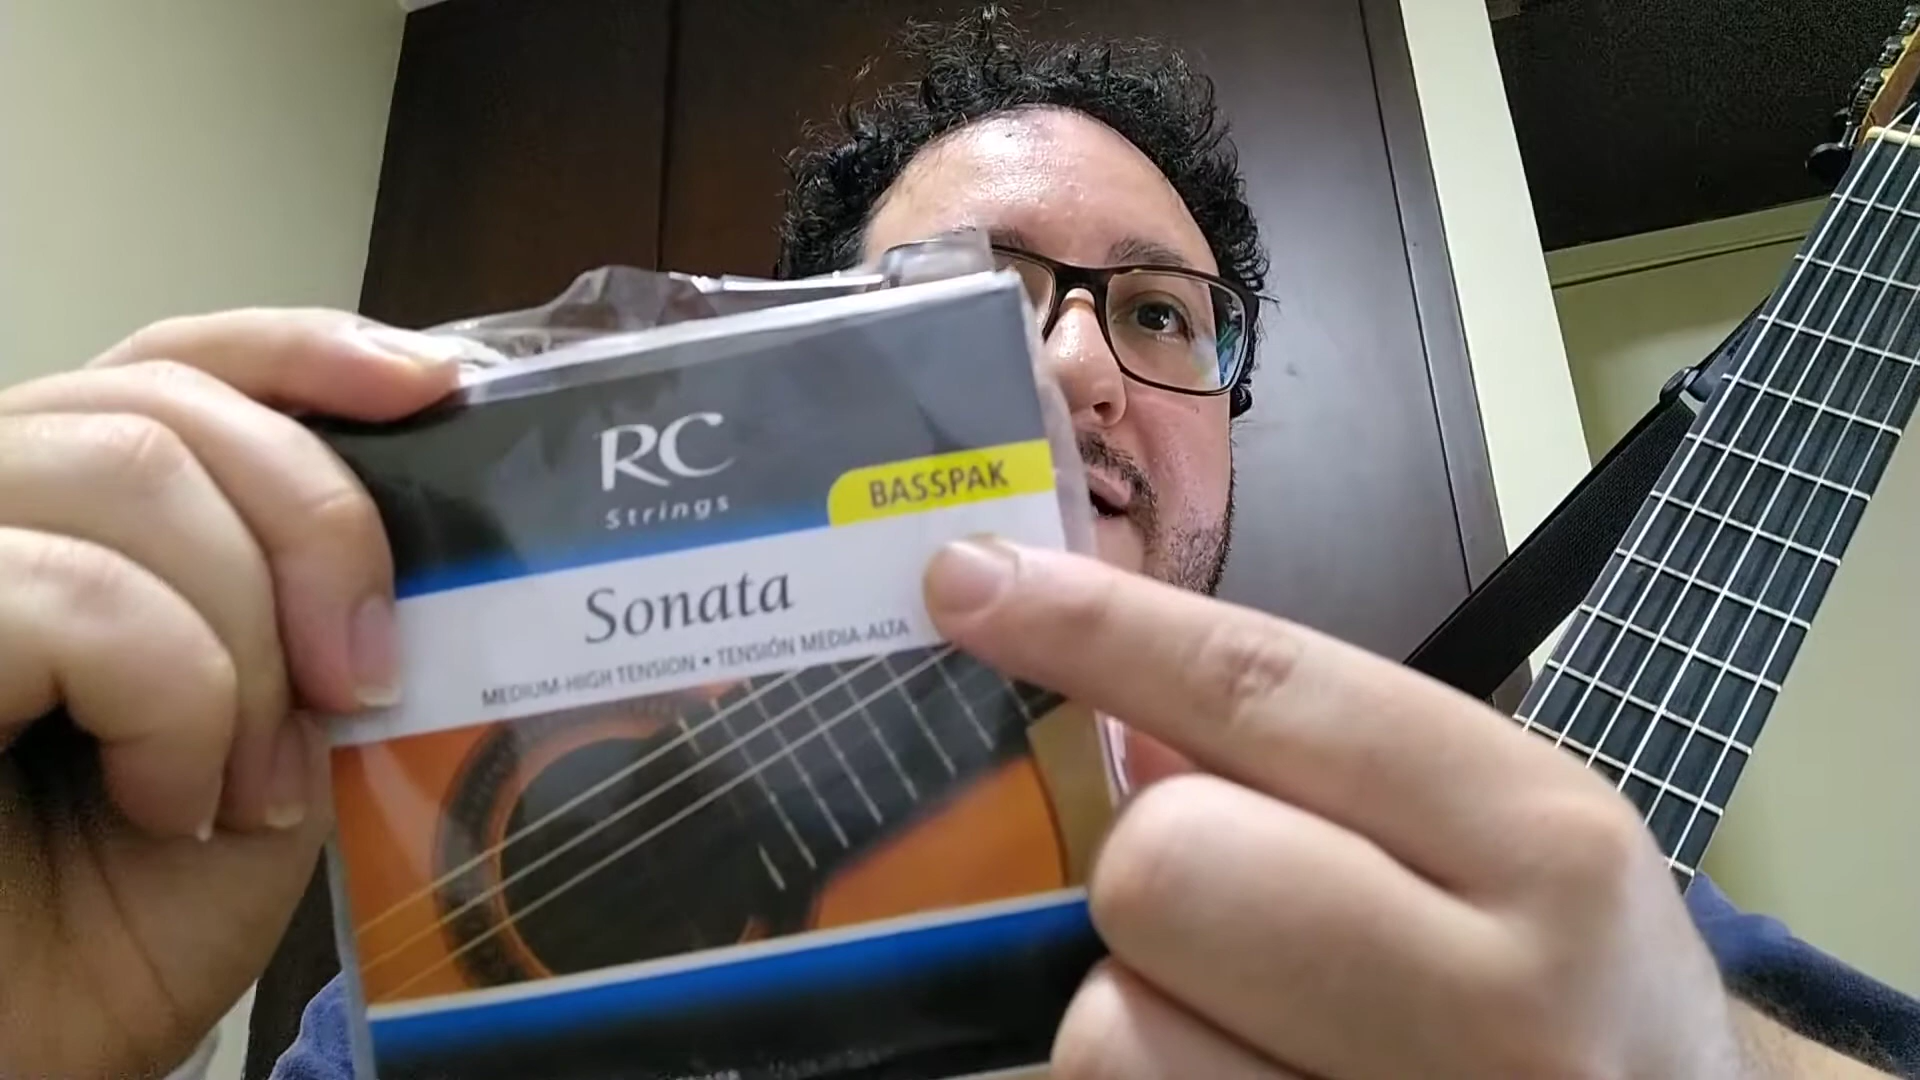 RC
Strings
BASSPAK
Sonata
MEDIUM-HIGH TENSION • TENSIÓN MEDIA-ALTA